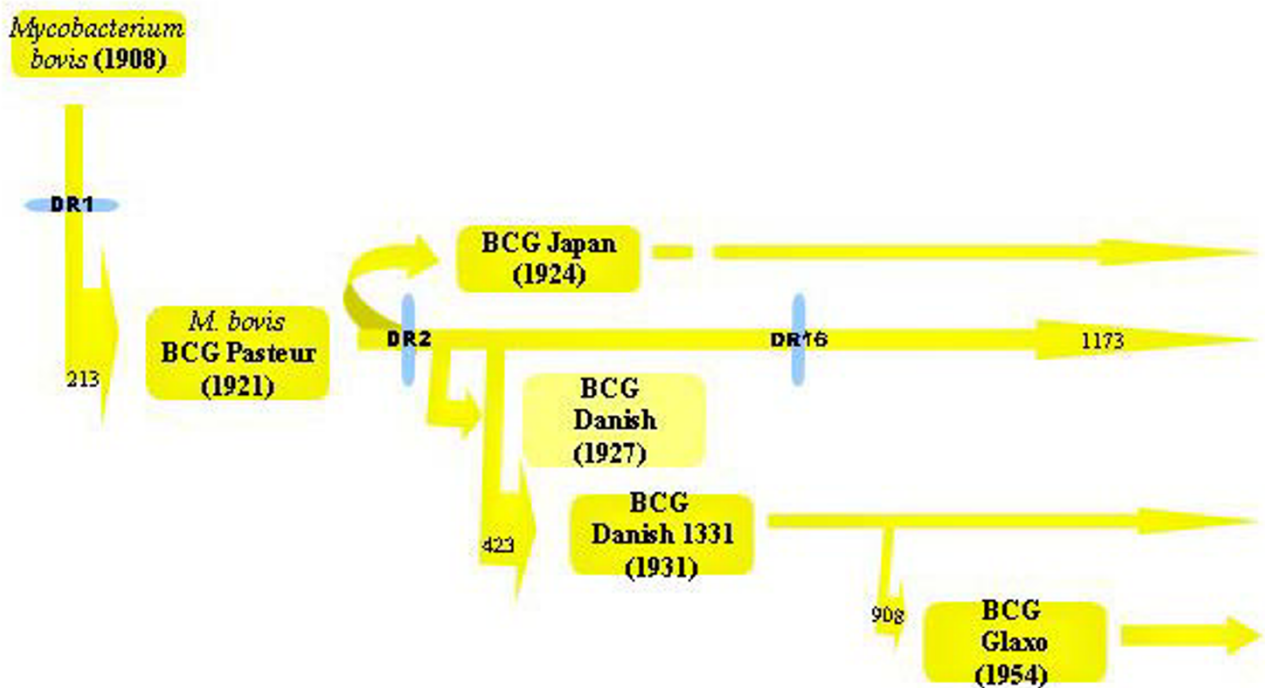 Mycobacterium
bovis (1908)
DR1
213
M. bovis
BCG Pasteur
(1921)
BCG Japan
(1924)
DR2
DR16
1173
BCG
Danish
(1927)
423
BCG
Danish 1331
(1931)
908
BCG
Glaxo
(1954)